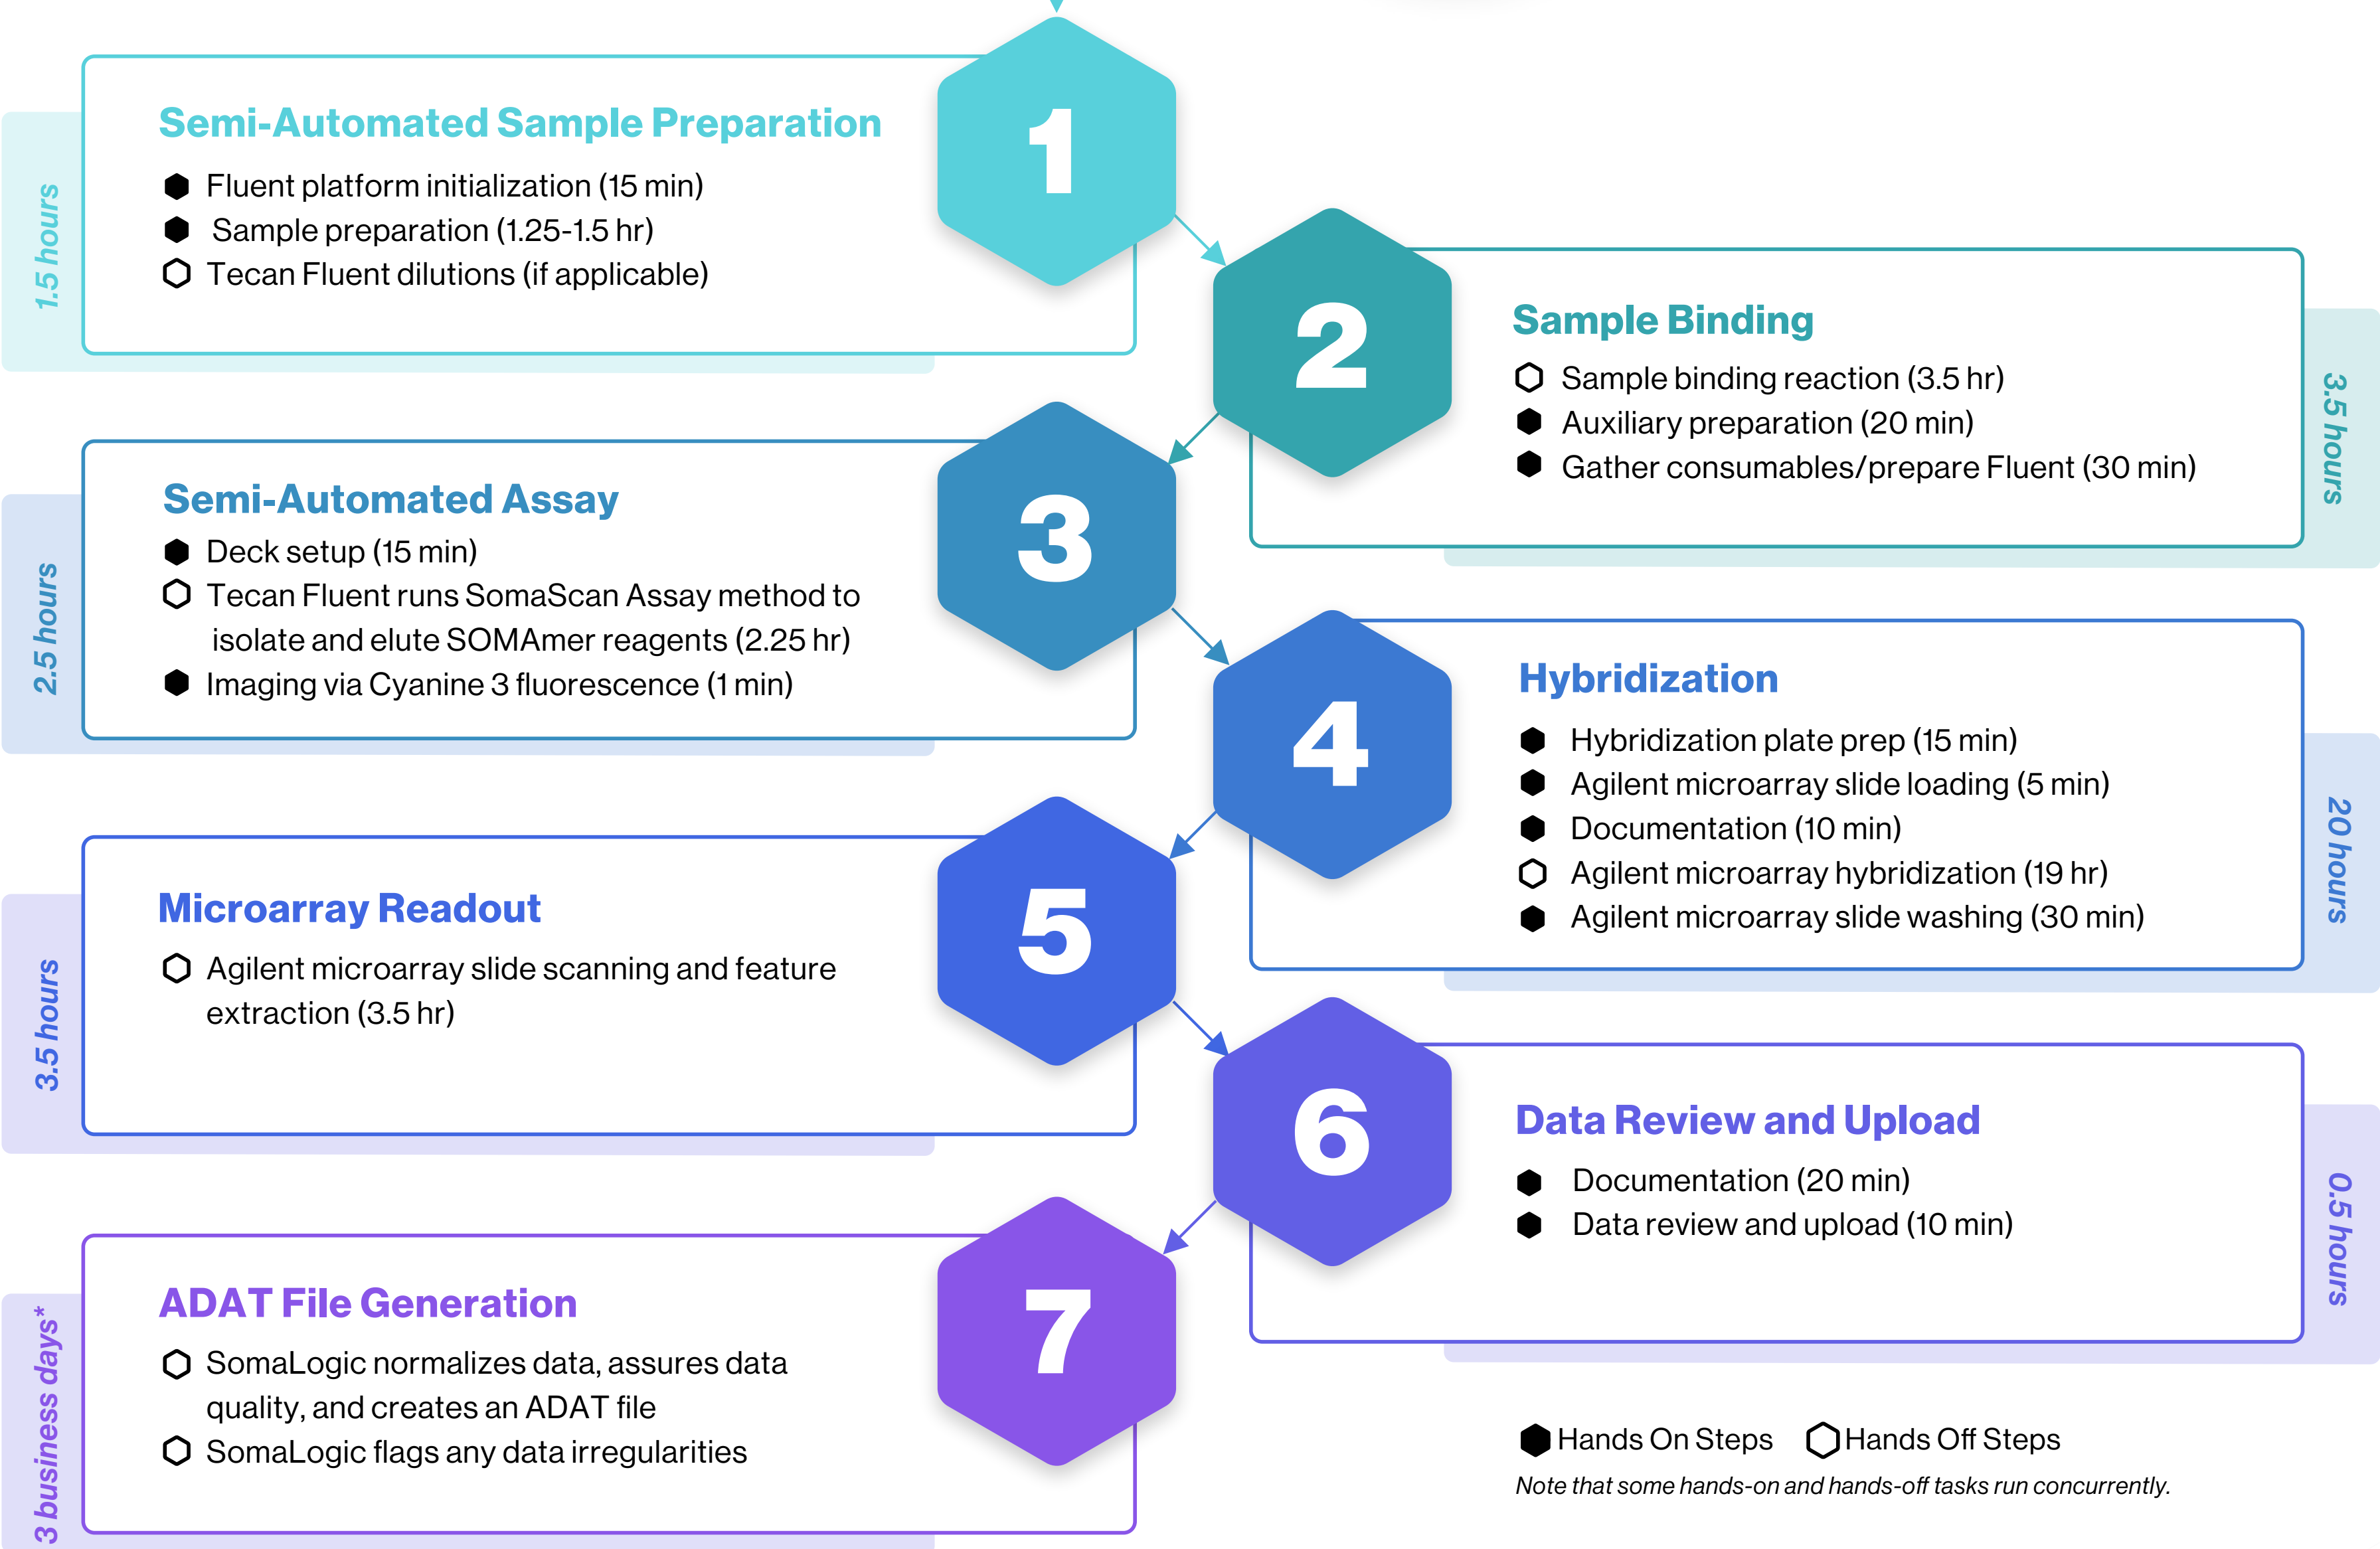 1
1.5 hours
Semi-Automated Sample Preparation
Fluent platform initialization (15 min)
Sample preparation (1.25-1.5 hr)
Tecan Fluent dilutions (if applicable)
2
Sample Binding
Sample binding reaction (3.5 hr)
Auxiliary preparation (20 min)
Gather consumables/prepare Fluent (30 min)
3.5 hours
3
2.5 hours
Semi-Automated Assay
Deck setup (15 min)
Tecan Fluent runs SomaScan Assay method to
isolate and elute SOMAmer reagents (2.25 hr)
Imaging via Cyanine 3 fluorescence (1 min)
4
Hybridization
Hybridization plate prep (15 min)
Agilent microarray slide loading (5 min)
Documentation (10 min)
Agilent microarray hybridization (19 hr)
Agilent microarray slide washing (30 min)
20 hours
5
3.5 hours
Microarray Readout
Agilent microarray slide scanning and feature
extraction (3.5 hr)
6
Data Review and Upload
Documentation (20 min)
Data review and upload (10 min)
0.5 hours
7
3 business days*
ADAT File Generation
SomaLogic normalizes data, assures data
quality, and creates an ADAT file
SomaLogic flags any data irregularities
Hands On Steps Hands Off Steps
Note that some hands-on and hands-off tasks run concurrently.